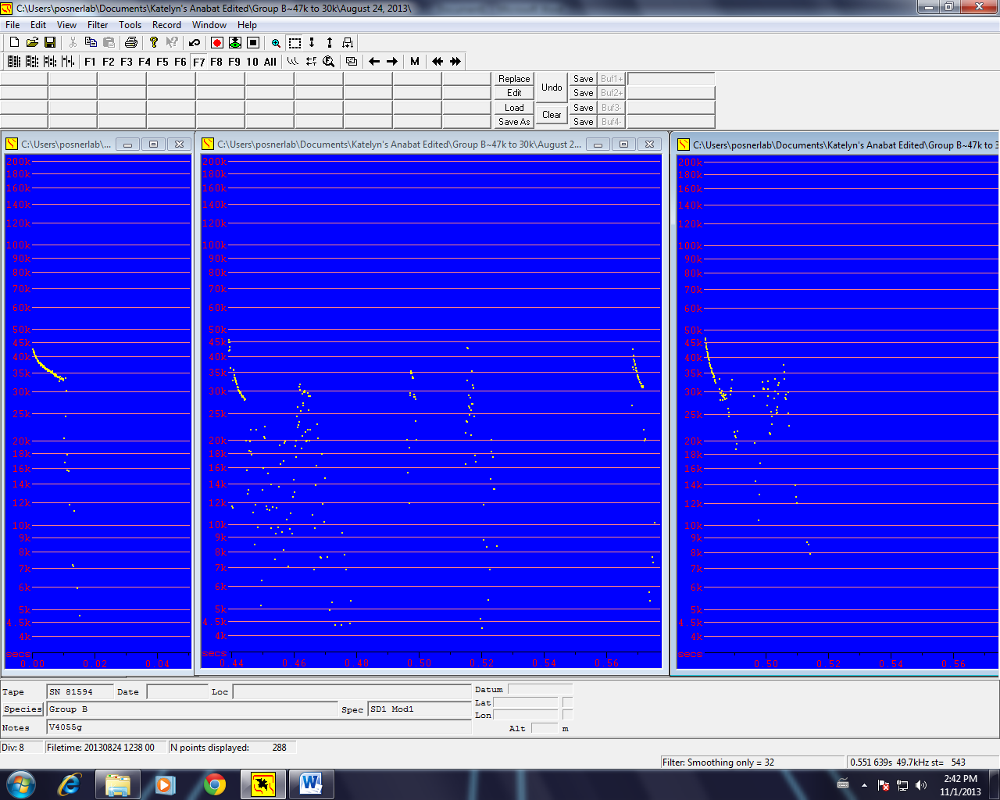 C:\Users\posnerlab\Documents\Katelyn's Anabat Edited\Group B~47k to 30k\August 24, 2013\
File Edit View Filter Tools Record Window Help
F1 F2 F3 F4 F5 F6 F7 F8 F9 10 All M
Replace Undo Save Buf1+
Edit Save Buf2+
Load Clear Save Buf3-
Save As Save Buf4-
C:\Users\posnerlab\...
200k
180k
160k
140k
120k
100k
90k
80k
70k
60k
50k
45k
40k
35k
30k
25k
20k
18k
16k
14k
12k
10k
9k
8k
7k
6k
5k
4.5k
4k
secs
0.00 0.02 0.04
C:\Users\posnerlab\Documents\Katelyn's Anabat Edited\Group B~47k to 30k\August 2...
200k
180k
160k
140k
120k
100k
90k
80k
70k
60k
50k
45k
40k
35k
30k
25k
20k
18k
16k
14k
12k
10k
9k
8k
7k
6k
5k
4.5k
4k
secs
0.44 0.46 0.48 0.50 0.52 0.54 0.56
C:\Users\posnerlab\Documents\Katelyn's Anabat Edited\Group B~47k to 3
200k
180k
160k
140k
120k
100k
90k
80k
70k
60k
50k
45k
40k
35k
30k
25k
20k
18k
16k
14k
12k
10k
9k
8k
7k
6k
5k
4.5k
4k
secs
0.50 0.52 0.54 0.56
Tape SN 81594 Date Loc Datum
Species Group B Spec SD1 Mod1 Lat
Lon
Notes V4055g Alt m
Div: 8 Filetime: 20130824 1238 00 N points displayed: 288
Filter: Smoothing only = 32 0.551 639s 49.7kHz st= 543
2:42 PM
11/1/2013